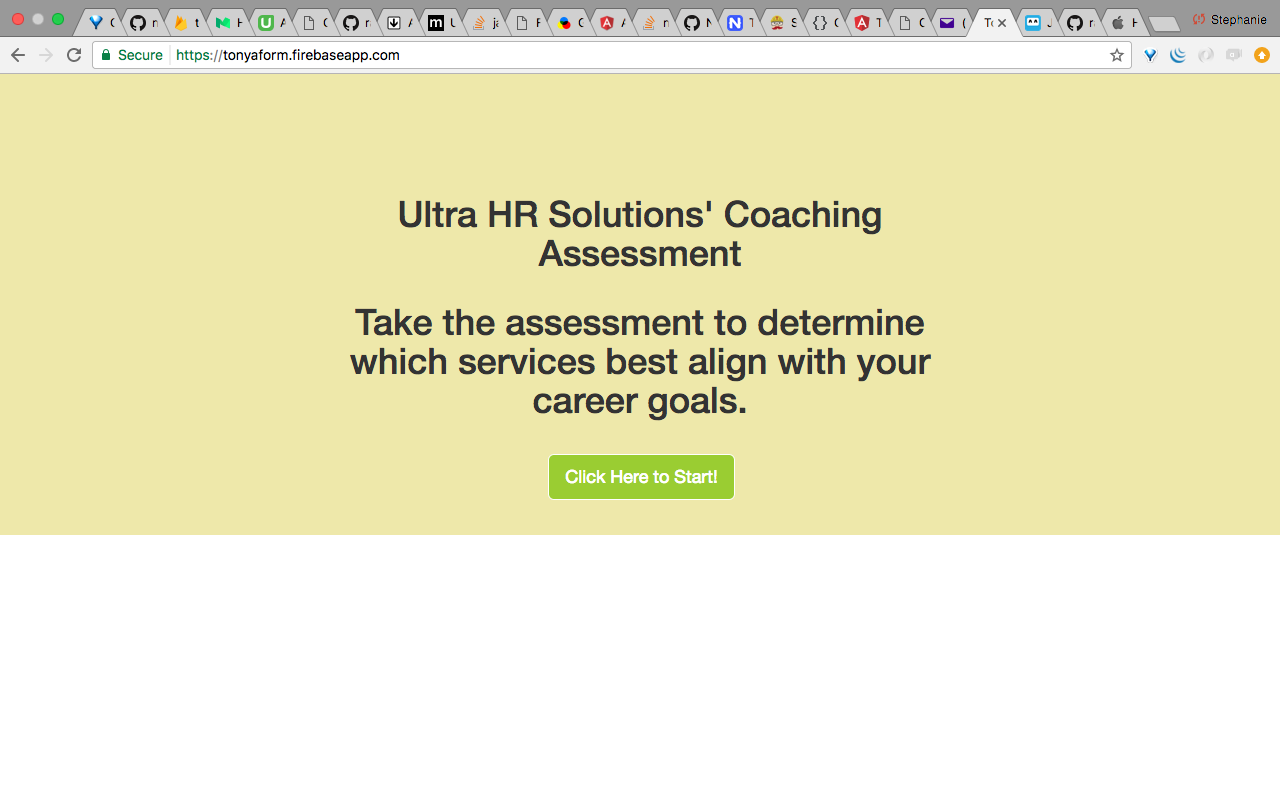 Stephanie
Secure
https://tonyaform.firebaseapp.com
Ultra HR Solutions' Coaching
Assessment
Take the assessment to determine
which services best align with your
career goals.
Click Here to Start!